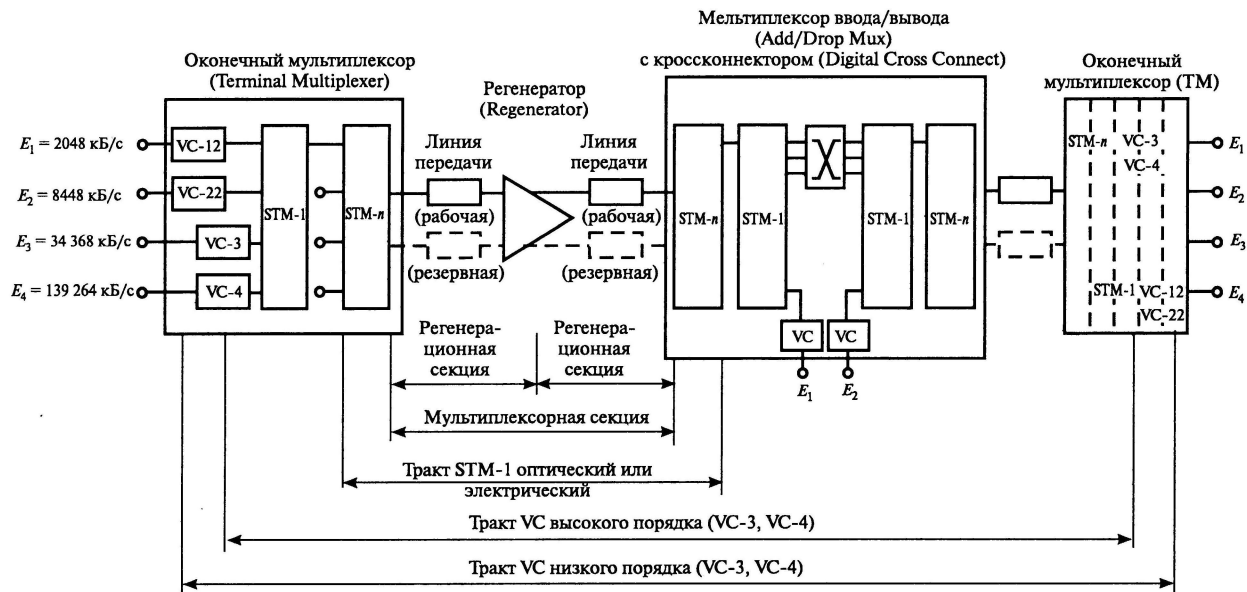 Мельтиплексор ввода/вывода
(Add/Drop Mux)
с кроссконнектором (Digital Cross Connect)
Оконечный мультиплексор
(Terminal Multiplexer)
Регенератор
(Regenerator)
Оконечный
мультиплексор (TM)
E1 = 2048 кБ/с
E2 = 8448 кБ/с
E3 = 34 368 кБ/с
E4 = 139 264 кБ/с
VC-12
VC-22
VC-3
VC-4
STM-1
STM-n
Линия
передачи
(рабочая)
(резервная)
Линия
передачи
(рабочая)
(резервная)
STM-n
STM-1
STM-1
STM-n
VC
VC
E1
E2
STM-n
VC-3
VC-4
STM-1
VC-12
VC-22
E1
E2
E3
E4
Регенера-
ционная
секция
Регенера-
ционная
секция
Мультиплексорная секция
Тракт STM-1 оптический или
электрический
Тракт VC высокого порядка (VC-3, VC-4)
Тракт VC низкого порядка (VC-3, VC-4)